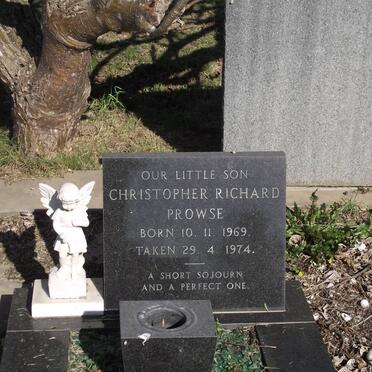 OUR LITTLE SON
CHRISTOPHER RICHARD
PROWSE
BORN 10. 11. 1969.
TAKEN 29. 4. 1974.
A SHORT SOJOURN
AND A PERFECT ONE.